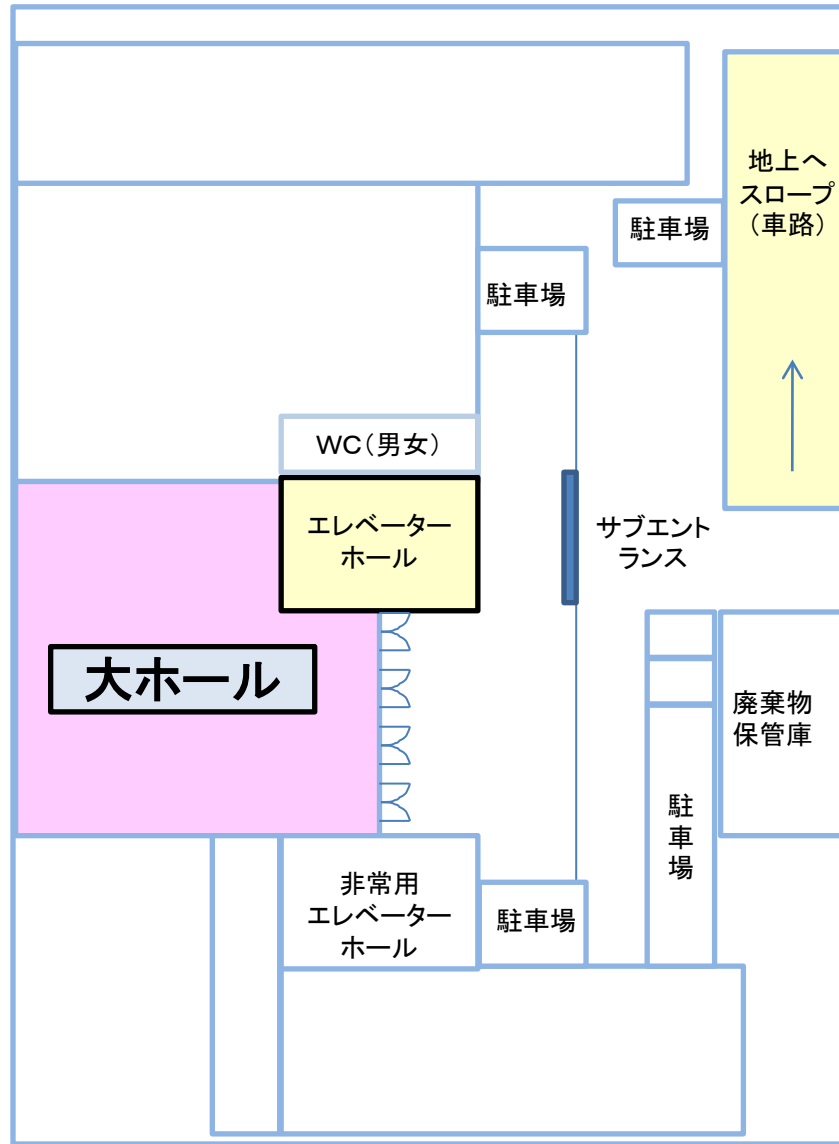 地上へ
スロープ
（車路）
駐車場
駐車場
WC（男女）
エレベーター
ホール
サブエント
ランス
大ホール
廃棄物
保管庫
駐車場
非常用
エレベーター
ホール
駐車場